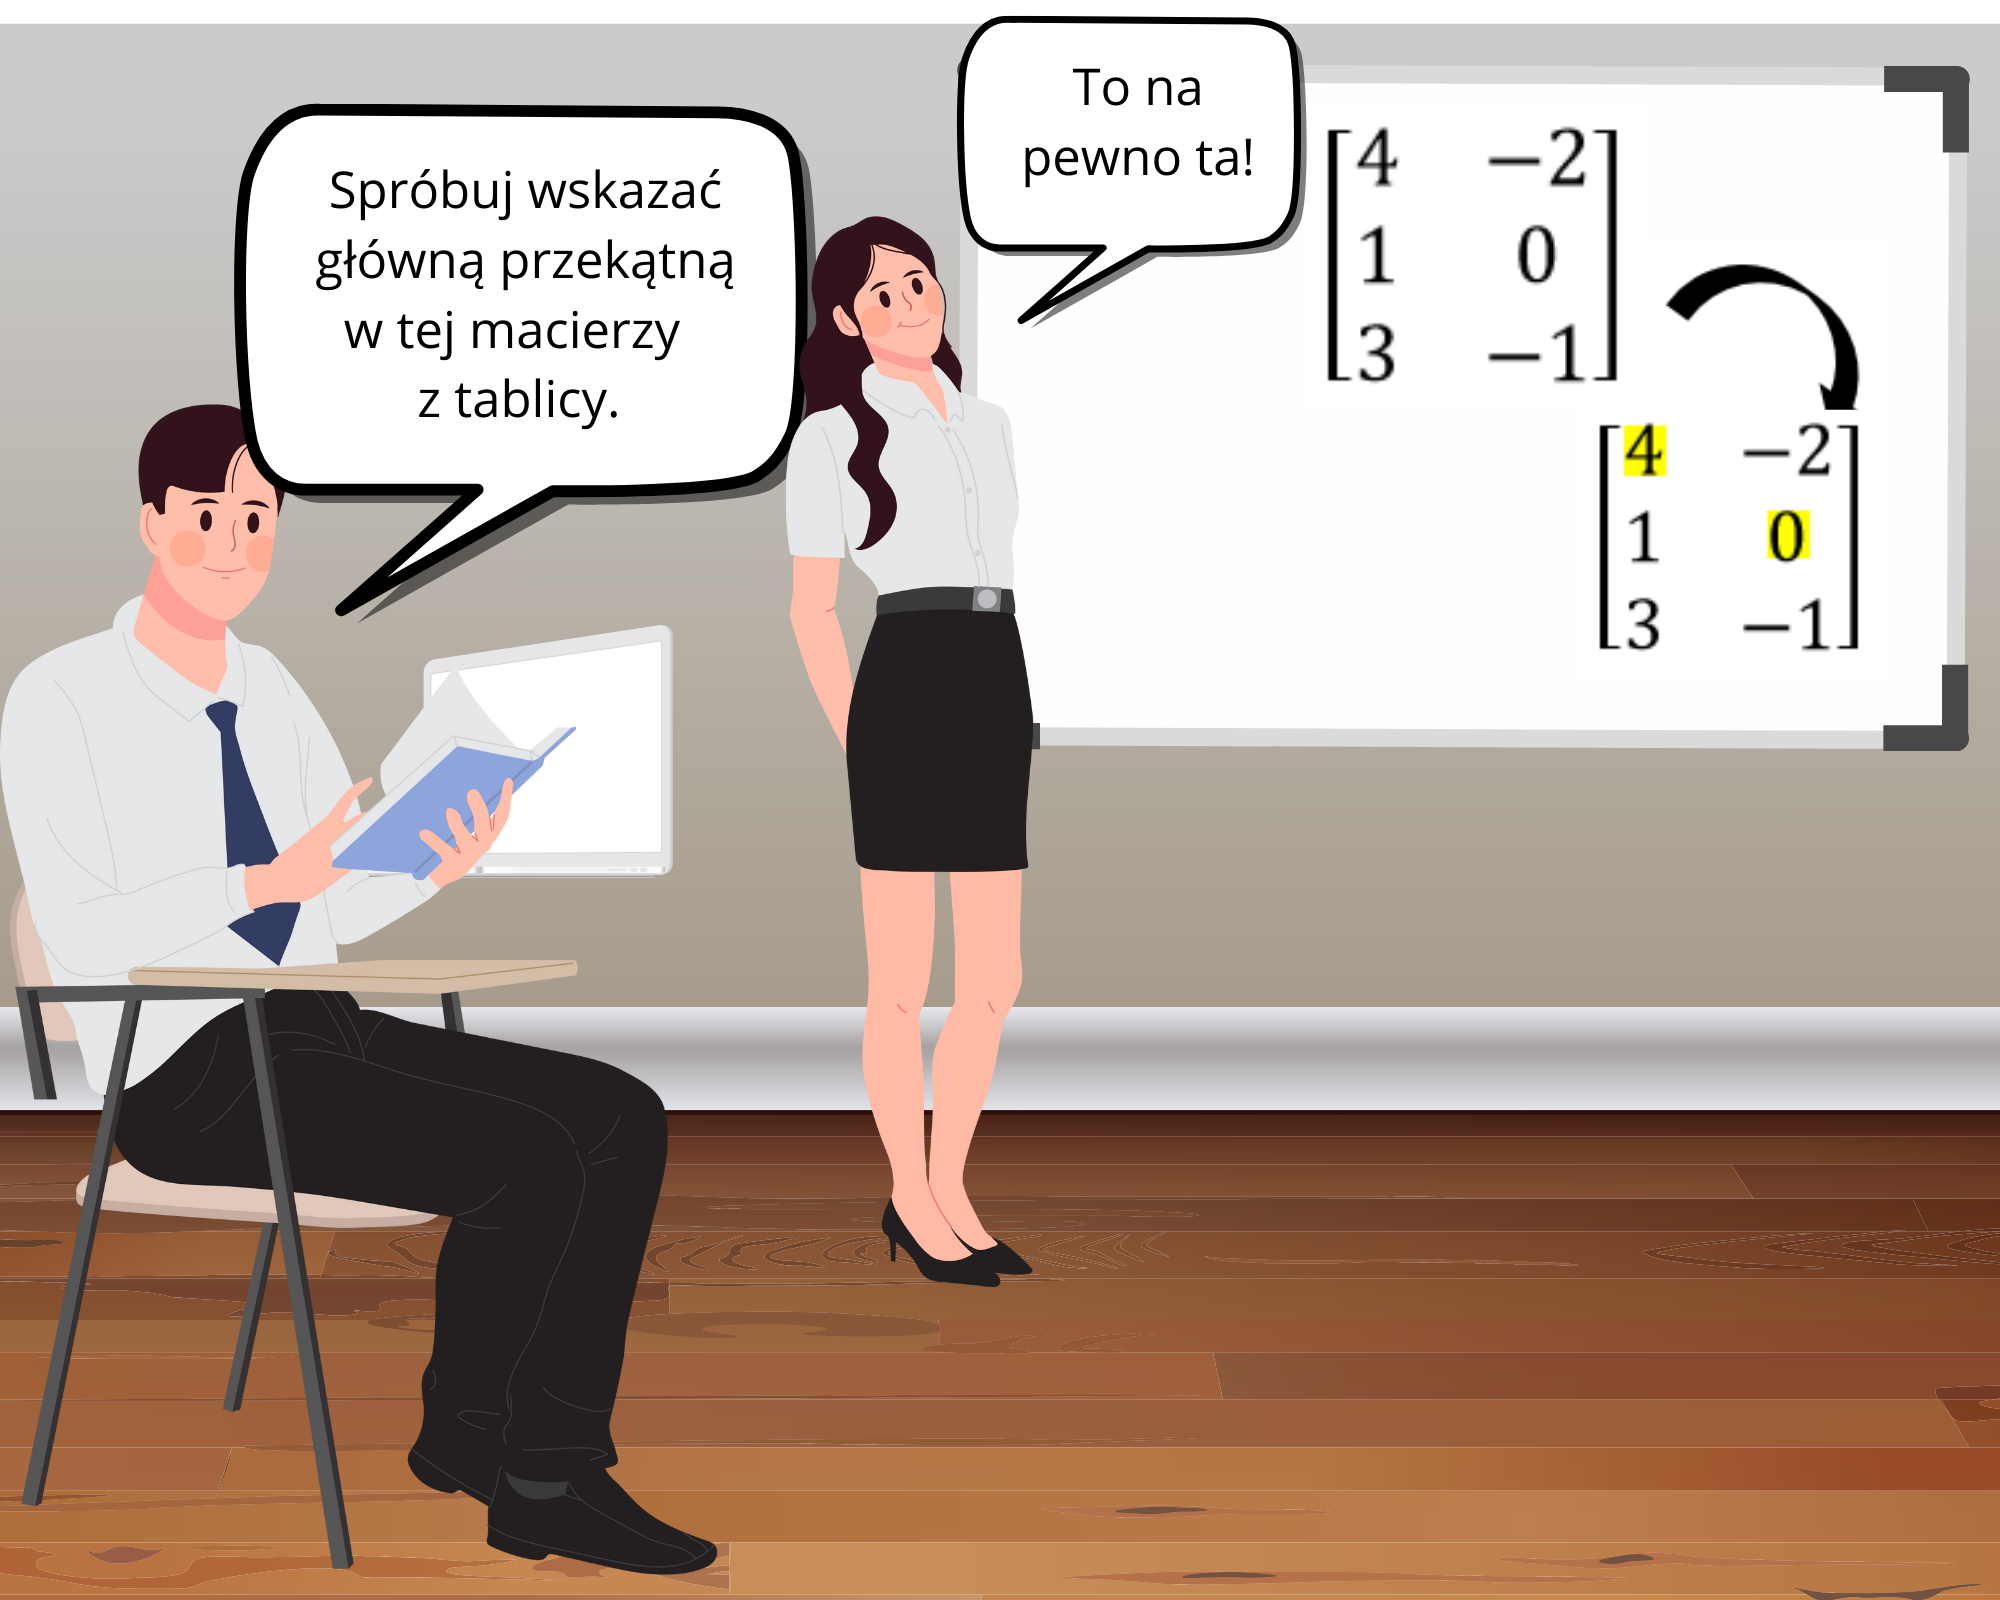 Spróbuj wskazać
główną przekątną
w tej macierzy
z tablicy.
To na
pewno ta!
4 −2
1 0
3 −1
4 −2
1 0
3 −1